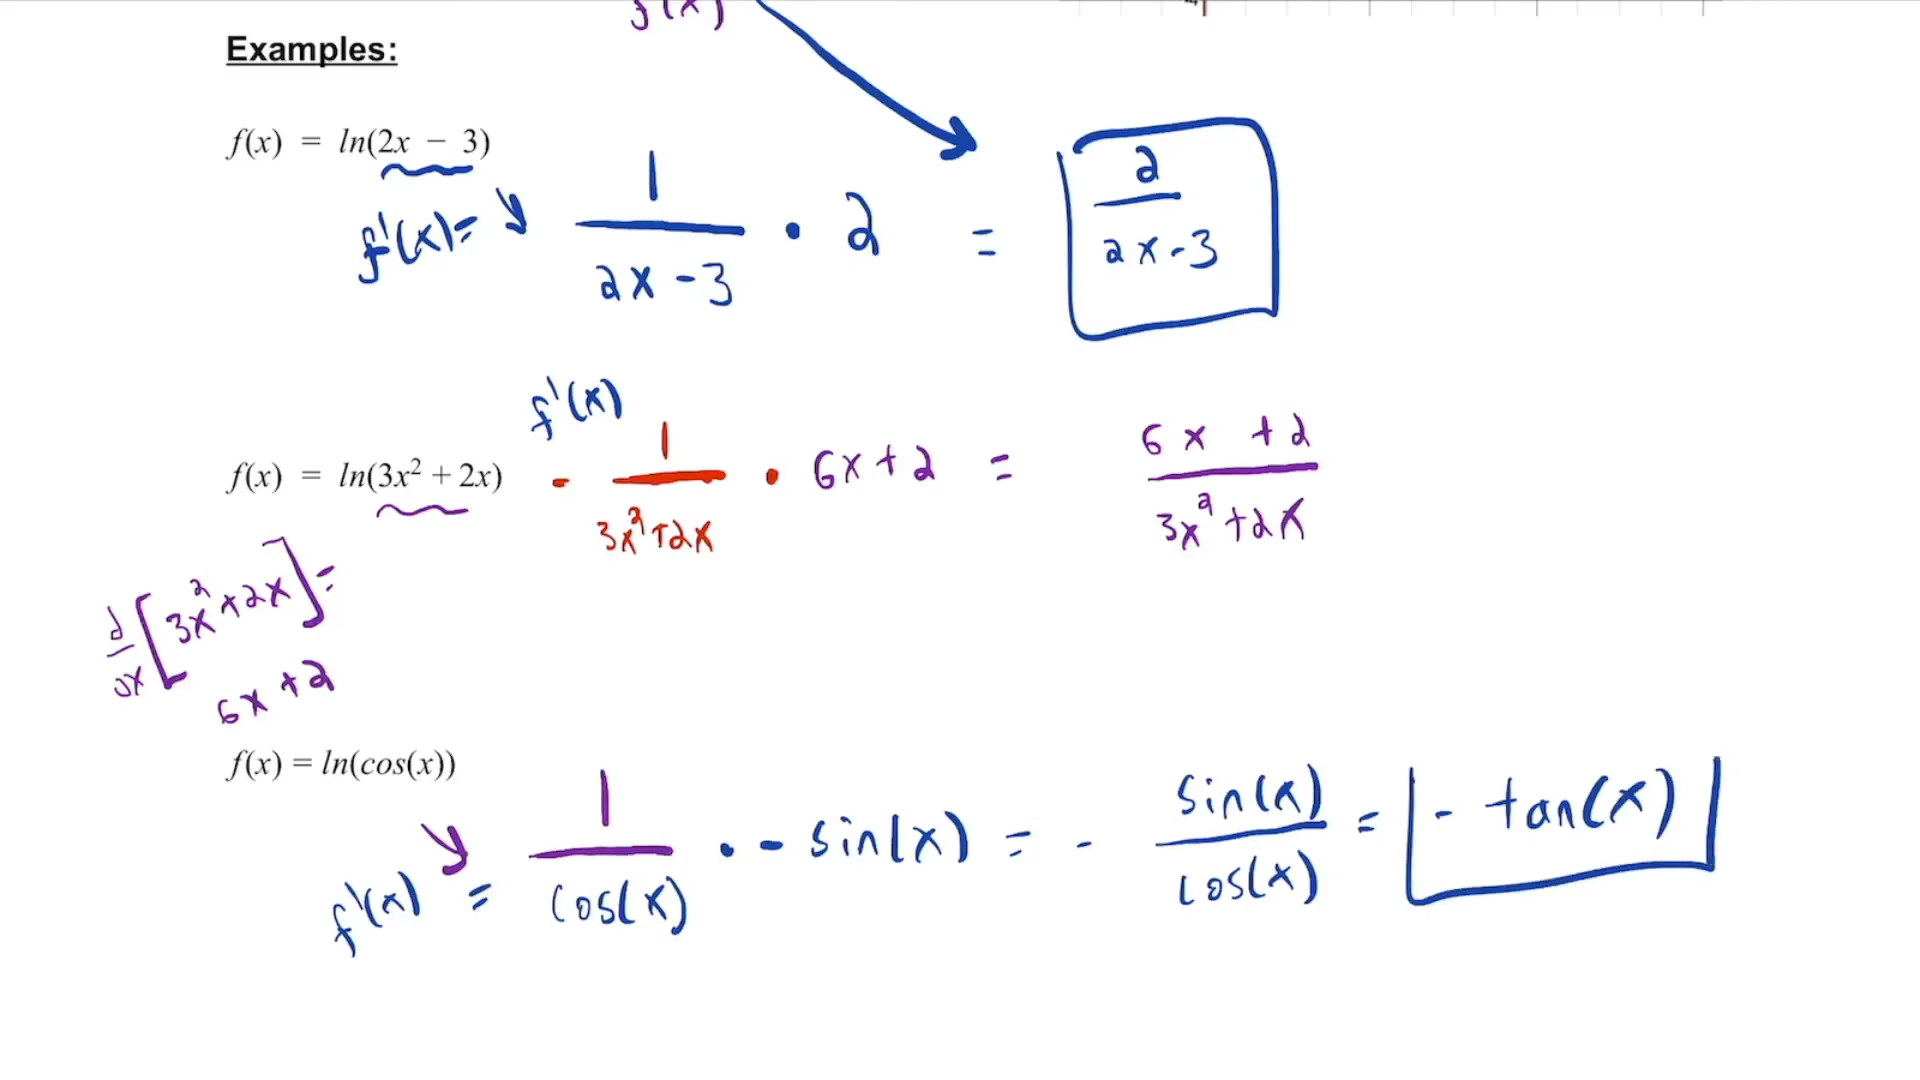 f(x)
Examples:
f(x) = ln(2x − 3)
f'(x) = 1/(2x-3) · 2 = 2/(2x-3)
f'(x)
f(x) = ln(3x² + 2x) - 1/(3x²+2x) · 6x+2 = (6x +2)/(3x²+2x)
d/dx [3x²+2x] =
6x +2
f(x) = ln(cos(x))
f'(x) = 1/cos(x) · - sin(x) = - sin(x)/cos(x) = - tan(x)